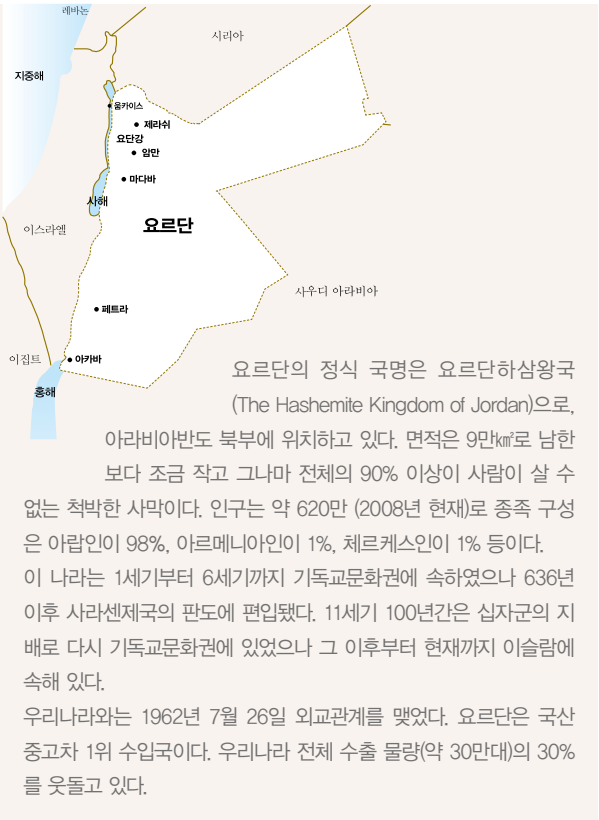 레바논
시리아
지중해
움카이스
제라쉬
요단강
암만
마다바
사해
이스라엘
요르단
사우디 아라비아
페트라
이집트
아카바
홍해
요르단의 정식 국명은 요르단하삼왕국
(The Hashemite Kingdom of Jordan)으로,
아라비아반도 북부에 위치하고 있다. 면적은 9만㎢로 남한
보다 조금 작고 그나마 전체의 90% 이상이 사람이 살 수
없는 척박한 사막이다. 인구는 약 620만 (2008년 현재)로 종족 구성
은 아랍인이 98%, 아르메니아인이 1%, 체르케스인이 1% 등이다.
이 나라는 1세기부터 6세기까지 기독교문화권에 속하였으나 636년
이후 사라센제국의 판도에 편입됐다. 11세기 100년간은 십자군의 지
배로 다시 기독교문화권에 있었으나 그 이후부터 현재까지 이슬람에
속해 있다.
우리나라와는 1962년 7월 26일 외교관계를 맺었다. 요르단은 국산
중고차 1위 수입국이다. 우리나라 전체 수출 물량(약 30만대)의 30%
를 웃돌고 있다.